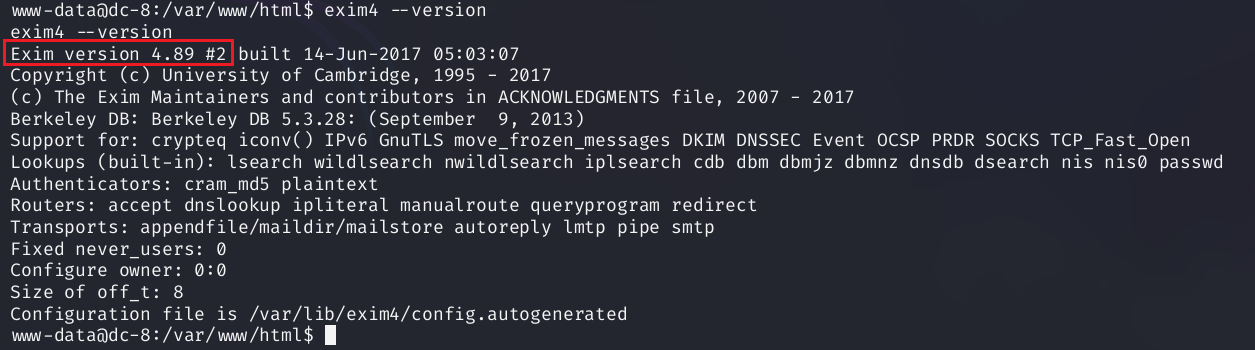 www-data@dc-8:/var/www/html$ exim4 --version
exim4 --version
Exim version 4.89 #2 built 14-Jun-2017 05:03:07
Copyright (c) University of Cambridge, 1995 - 2017
(c) The Exim Maintainers and contributors in ACKNOWLEDGMENTS file, 2007 - 2017
Berkeley DB: Berkeley DB 5.3.28: (September  9, 2013)
Support for: crypteq iconv() IPv6 GnuTLS move_frozen_messages DKIM DNSSEC Event OCSP PRDR SOCKS TCP_Fast_Open
Lookups (built-in): lsearch wildlsearch nwildlsearch iplsearch cdb dbm dbmjz dbmnz dnsdb dsearch nis nis0 passwd
Authenticators: cram_md5 plaintext
Routers: accept dnslookup ipliteral manualroute queryprogram redirect
Transports: appendfile/maildir/mailstore autoreply lmtp pipe smtp
Fixed never_users: 0
Configure owner: 0:0
Size of off_t: 8
Configuration file is /var/lib/exim4/config.autogenerated
www-data@dc-8:/var/www/html$